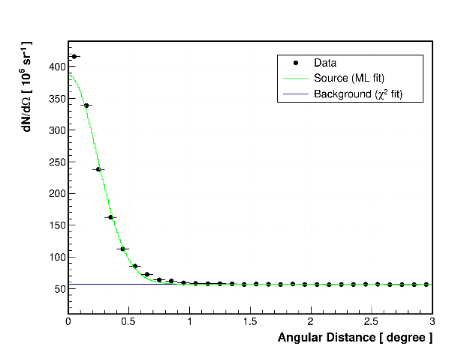 dN/dΩ [ 10⁶ sr⁻¹ ]
400
350
300
250
200
150
100
50
Data
Source (ML fit)
Background (χ² fit)
0 0.5 1 1.5 2 2.5 3
Angular Distance [ degree ]